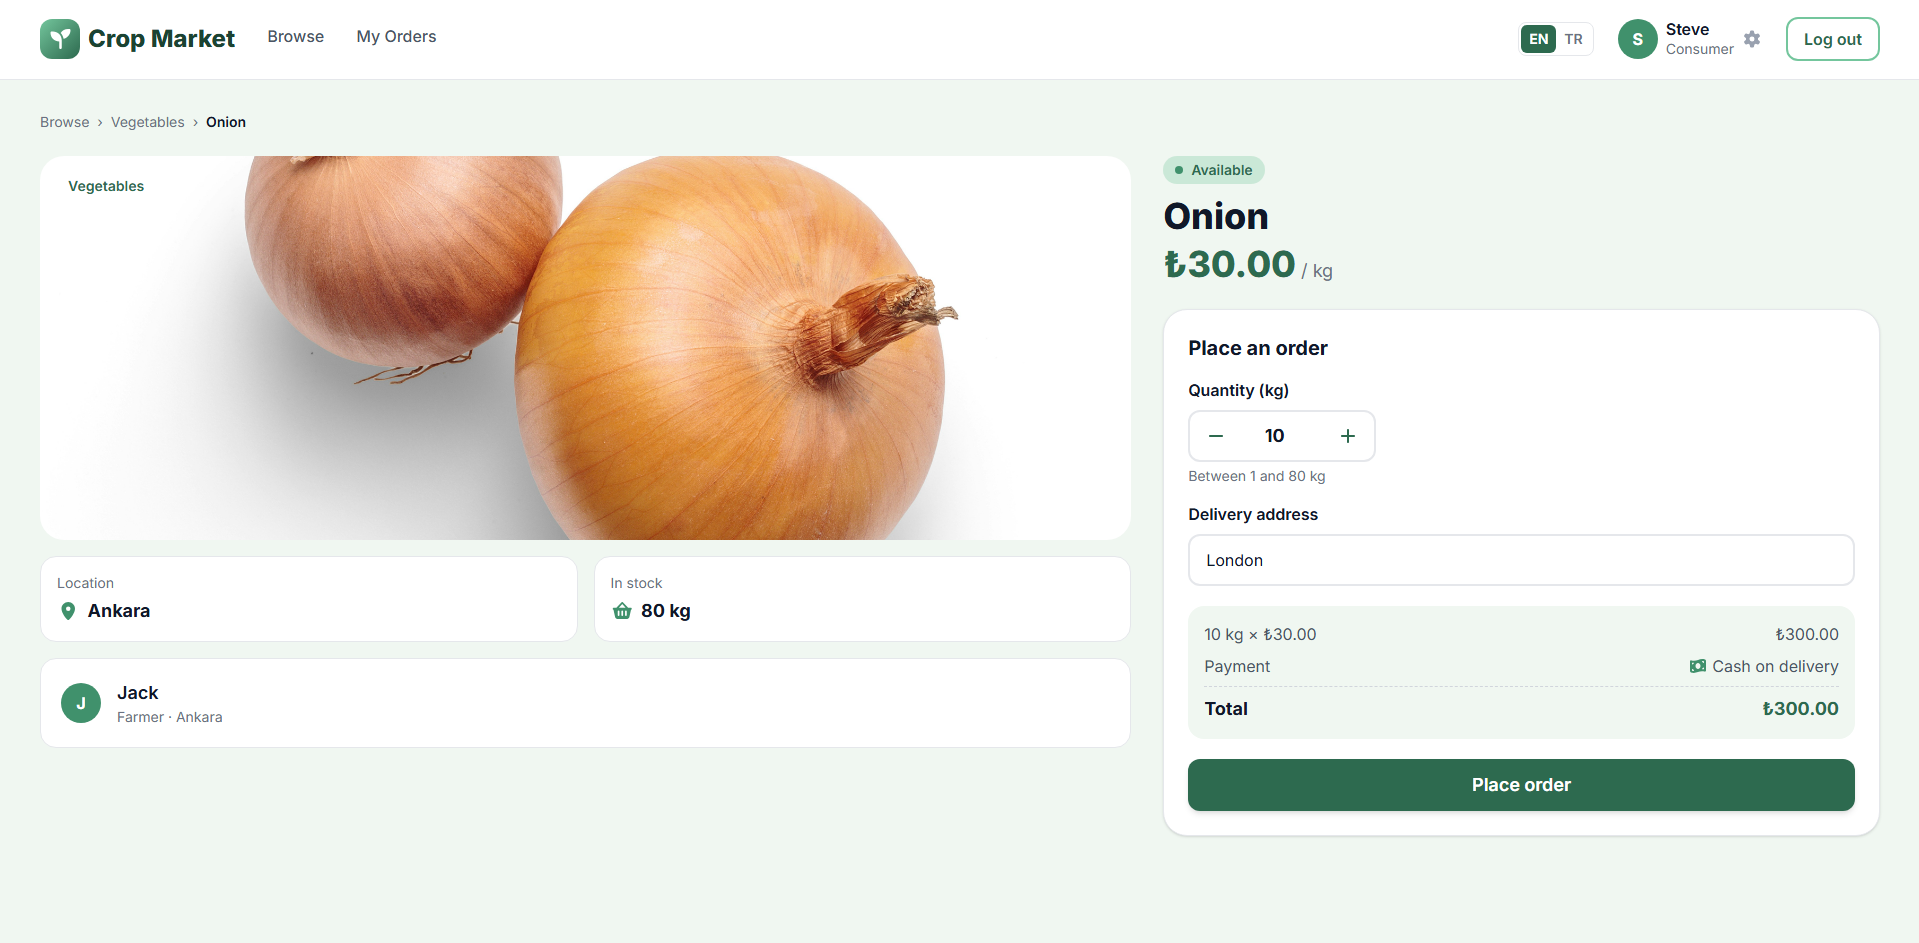 Crop Market
Browse
My Orders
EN
TR
S
Steve
Consumer
Log out
Browse › Vegetables › Onion
Vegetables
Available
Onion
₺30.00 / kg
Place an order
Quantity (kg)
− 10 +
Between 1 and 80 kg
Delivery address
London
10 kg × ₺30.00
₺300.00
Payment
Cash on delivery
Total
₺300.00
Place order
Location
Ankara
In stock
80 kg
J
Jack
Farmer · Ankara